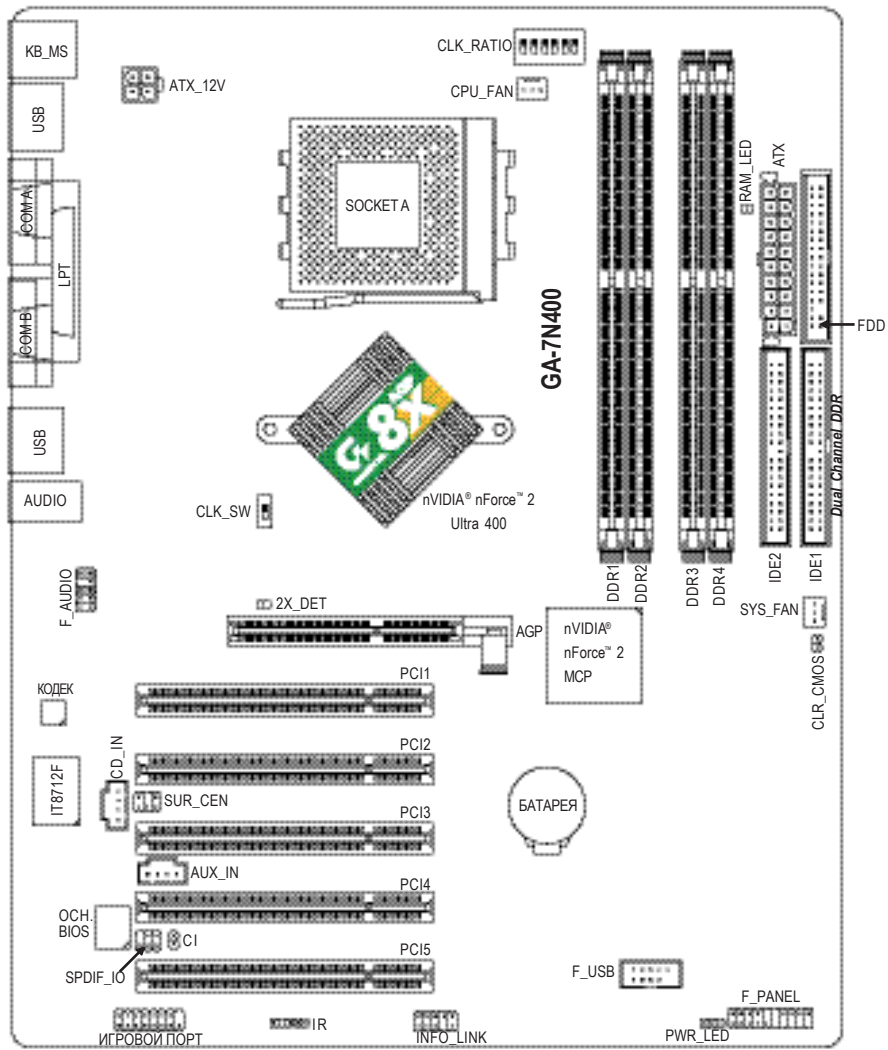 KB_MS
CLK_RATIO
ATX_12V
CPU_FAN
USB
RAM_LED
ATX
COM A
SOCKET A
LPT
COM B
GA-7N400
FDD
USB
8X
AGP
Dual Channel DDR
AUDIO
CLK_SW
nVIDIA® nForce™ 2
Ultra 400
DDR1
DDR2
DDR3
DDR4
IDE2
IDE1
F_AUDIO
2X_DET
SYS_FAN
AGP
nVIDIA®
nForce™ 2
MCP
CLR_CMOS
PCI1
КОДЕК
PCI2
CD_IN
IT8712F
SUR_CEN
БАТАРЕЯ
PCI3
AUX_IN
PCI4
ОСН.
BIOS
CI
PCI5
SPDIF_IO
F_USB
F_PANEL
ИГРОВОЙ ПОРТ
IR
INFO_LINK
PWR_LED